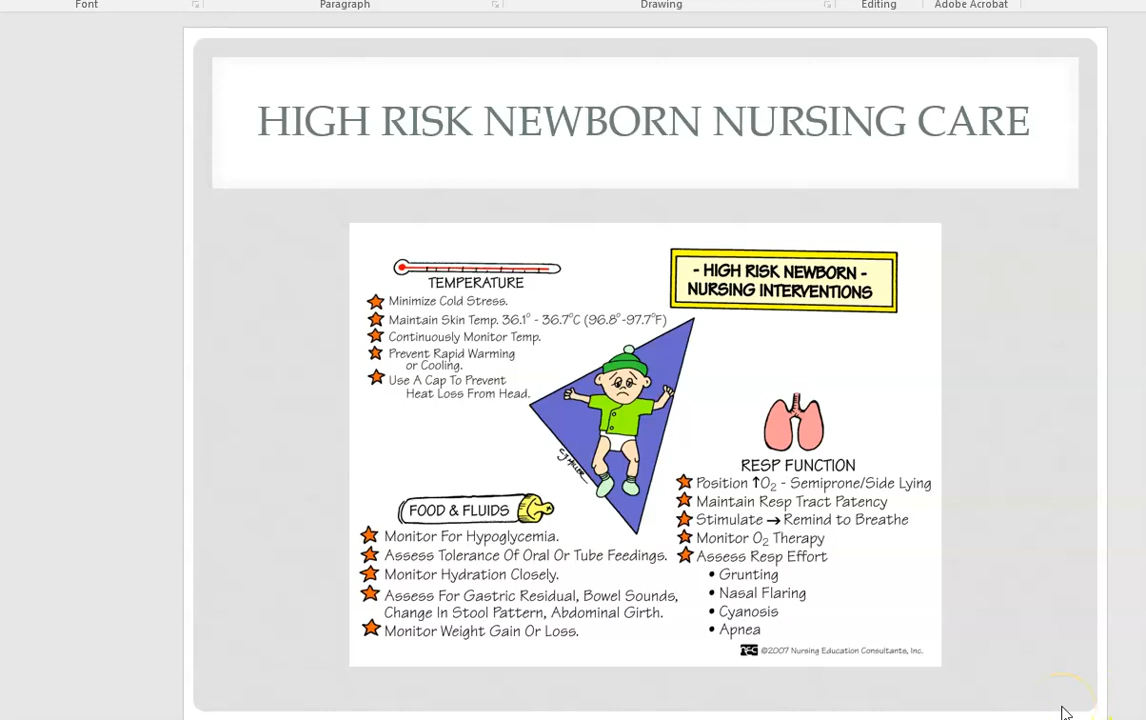 Font Paragraph Drawing Editing Adobe Acrobat
HIGH RISK NEWBORN NURSING CARE
- HIGH RISK NEWBORN -
NURSING INTERVENTIONS
TEMPERATURE
Minimize Cold Stress.
Maintain Skin Temp. 36.1° - 36.7°C (96.8°-97.7°F)
Continuously Monitor Temp.
Prevent Rapid Warming
or Cooling.
Use A Cap To Prevent
Heat Loss From Head.
SJ MILLER
RESP FUNCTION
Position ↑O₂ - Semiprone/Side Lying
Maintain Resp Tract Patency
Stimulate → Remind to Breathe
Monitor O₂ Therapy
Assess Resp Effort
• Grunting
• Nasal Flaring
• Cyanosis
• Apnea
FOOD & FLUIDS
Monitor For Hypoglycemia.
Assess Tolerance Of Oral Or Tube Feedings.
Monitor Hydration Closely.
Assess For Gastric Residual, Bowel Sounds,
Change In Stool Pattern, Abdominal Girth.
Monitor Weight Gain Or Loss.
NEC ©2007 Nursing Education Consultants, Inc.